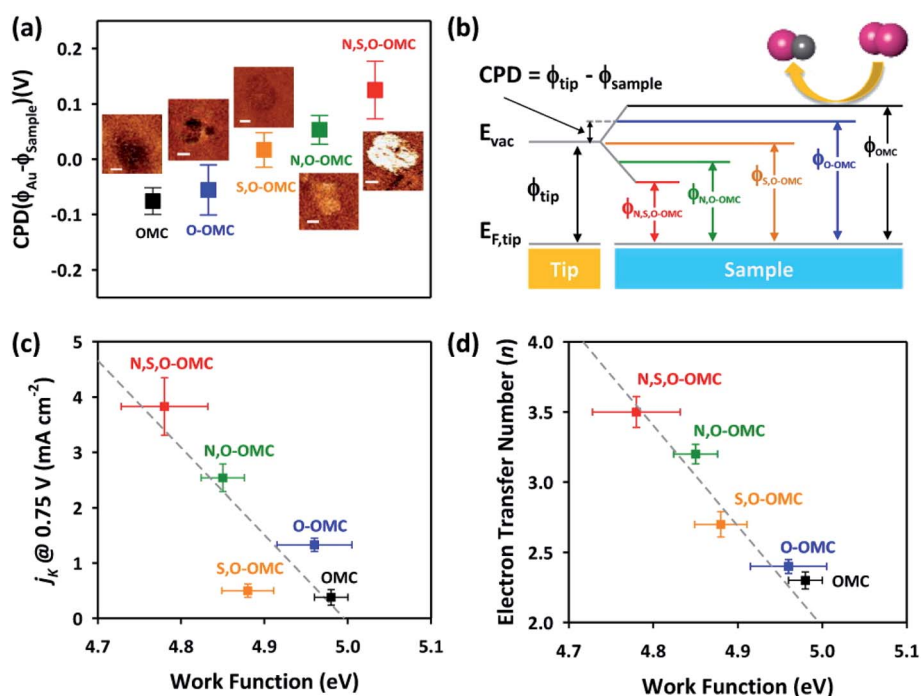 (a)
CPD(ϕAu-ϕSample)(V)
0.2
0.1
0.0
-0.1
-0.2
N,S,O-OMC
N,O-OMC
S,O-OMC
O-OMC
OMC
(b)
CPD = ϕtip - ϕsample
Evac
ϕtip
EF,tip
ϕN,S,O-OMC
ϕN,O-OMC
ϕS,O-OMC
ϕO-OMC
ϕOMC
Tip
Sample
(c)
jK @ 0.75 V (mA cm-2)
5
4
3
2
1
0
N,S,O-OMC
N,O-OMC
O-OMC
S,O-OMC
OMC
4.7 4.8 4.9 5.0 5.1
Work Function (eV)
(d)
Electron Transfer Number (n)
4.0
3.5
3.0
2.5
2.0
N,S,O-OMC
N,O-OMC
S,O-OMC
O-OMC
OMC
4.7 4.8 4.9 5.0 5.1
Work Function (eV)